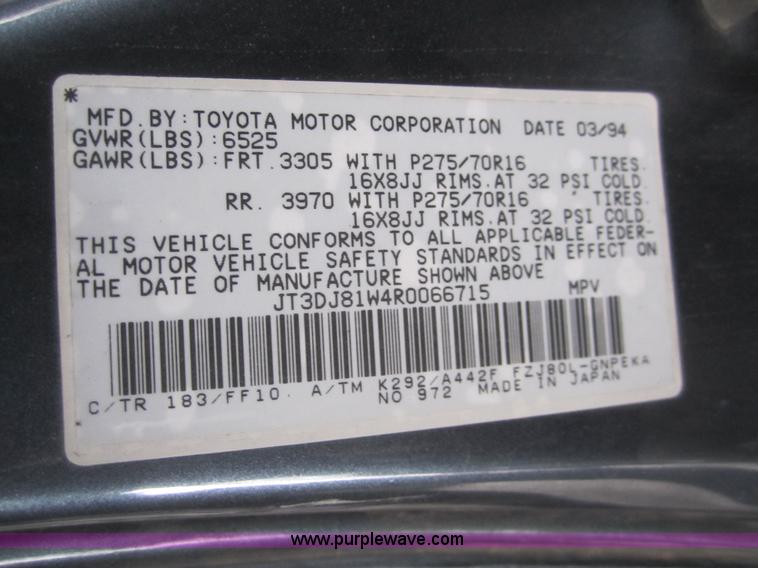 *
MFD. BY: TOYOTA MOTOR CORPORATION DATE 03/94
GVWR(LBS):6525
GAWR(LBS):FRT. 3305 WITH P275/70R16 TIRES.
16X8JJ RIMS.AT 32 PSI COLD.
RR. 3970 WITH P275/70R16 TIRES.
16X8JJ RIMS.AT 32 PSI COLD.
THIS VEHICLE CONFORMS TO ALL APPLICABLE FEDER-
AL MOTOR VEHICLE SAFETY STANDARDS IN EFFECT ON
THE DATE OF MANUFACTURE SHOWN ABOVE
JT3DJ81W4R0066715 MPV
C/TR 183/FF10. A/TM K292/A442F FZJ80L-GNPEKA
NO 972 MADE IN JAPAN
www.purplewave.com